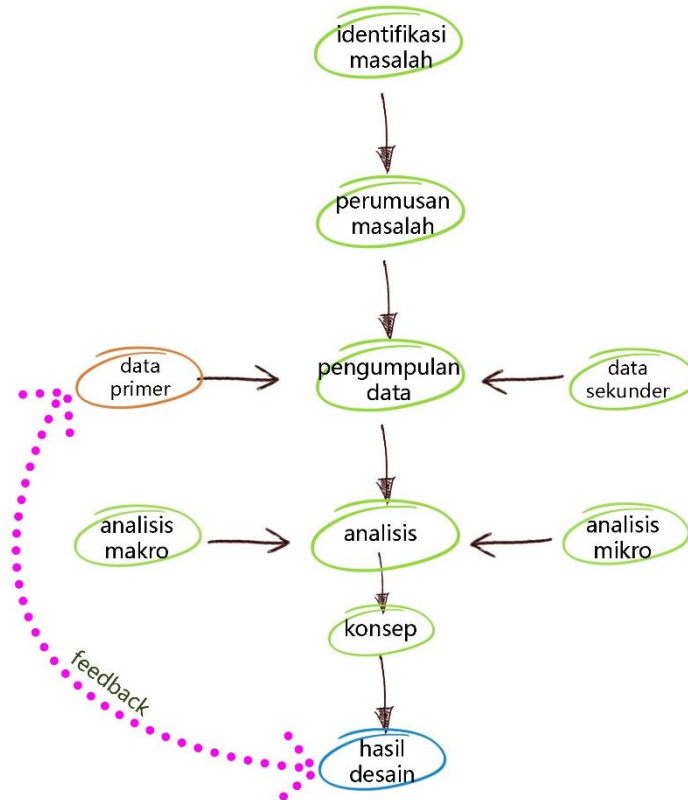 identifikasi
masalah
perumusan
masalah
data
primer
pengumpulan
data
data
sekunder
analisis
makro
analisis
analisis
mikro
konsep
feedback
hasil
desain